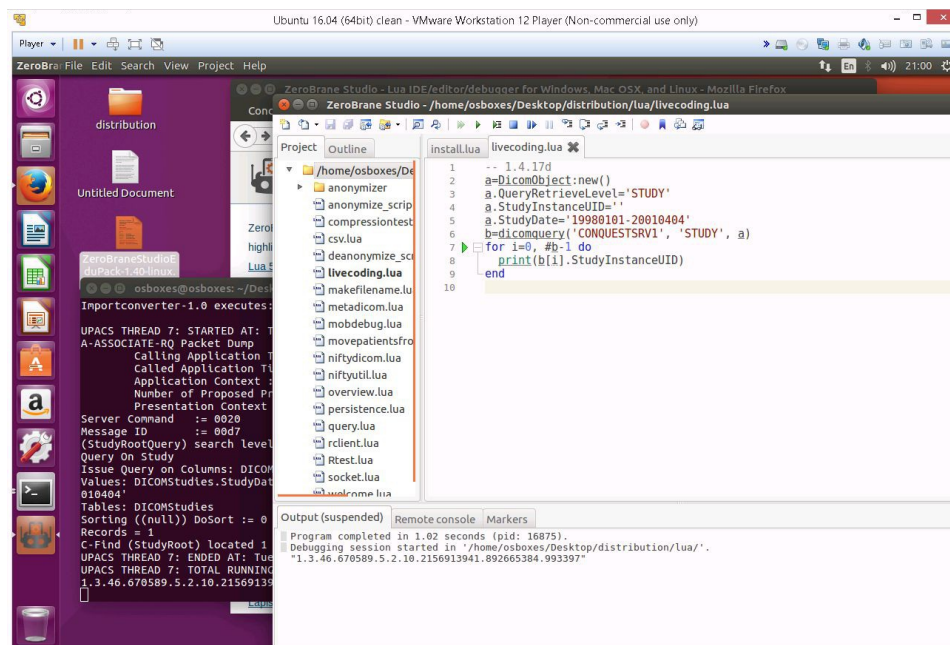 Ubuntu 16.04 (64bit) clean - VMware Workstation 12 Player (Non-commercial use only)
Player
ZeroBra File Edit Search View Project Help
En
21:00
ZeroBrane Studio - Lua IDE/editor/debugger for Windows, Mac OSX, and Linux - Mozilla Firefox
ZeroBrane Studio - /home/osboxes/Desktop/distribution/lua/livecoding.lua
distribution
Untitled Document
ZeroBraneStudioE
duPack-1.40-linux.
highli
Project
Outline
/home/osboxes/De
anonymizer
anonymize_scrip
compressiontest
csv.lua
deanonymize_scr
livecoding.lua
makefilename.lu
metadicom.lua
mobdebug.lua
movepatientsfro
niftydicom.lua
niftyutil.lua
overview.lua
persistence.lua
query.lua
rclient.lua
Rtest.lua
socket.lua
welcome.lua
install.lua
livecoding.lua
1 -- 1.4.17d
2 a=DicomObject:new()
3 a.QueryRetrieveLevel='STUDY'
4 a.StudyInstanceUID=''
5 a.StudyDate='19980101-20010404'
6 b=dicomquery('CONQUESTSRV1', 'STUDY', a)
7 for i=0, #b-1 do
8 print(b[i].StudyInstanceUID)
9 end
10
osboxes@osboxes: ~/Desk
Importconverter-1.0 executes:
UPACS THREAD 7: STARTED AT: T
A-ASSOCIATE-RQ Packet Dump
Calling Application T
Called Application Ti
Application Context :
Number of Proposed Pr
Presentation Context
Server Command := 0020
Message ID := 00d7
(StudyRootQuery) search level
Query On Study
Issue Query on Columns: DICOM
Values: DICOMStudies.StudyDat
010404'
Tables: DICOMStudies
Sorting ((null)) DoSort := 0
Records = 1
C-Find (StudyRoot) located 1
UPACS THREAD 7: ENDED AT: Tue
UPACS THREAD 7: TOTAL RUNNING
1.3.46.670589.5.2.10.21569139
Output (suspended)
Remote console
Markers
Program completed in 1.02 seconds (pid: 16875).
Debugging session started in '/home/osboxes/Desktop/distribution/lua/'.
"1.3.46.670589.5.2.10.2156913941.892665384.993397"